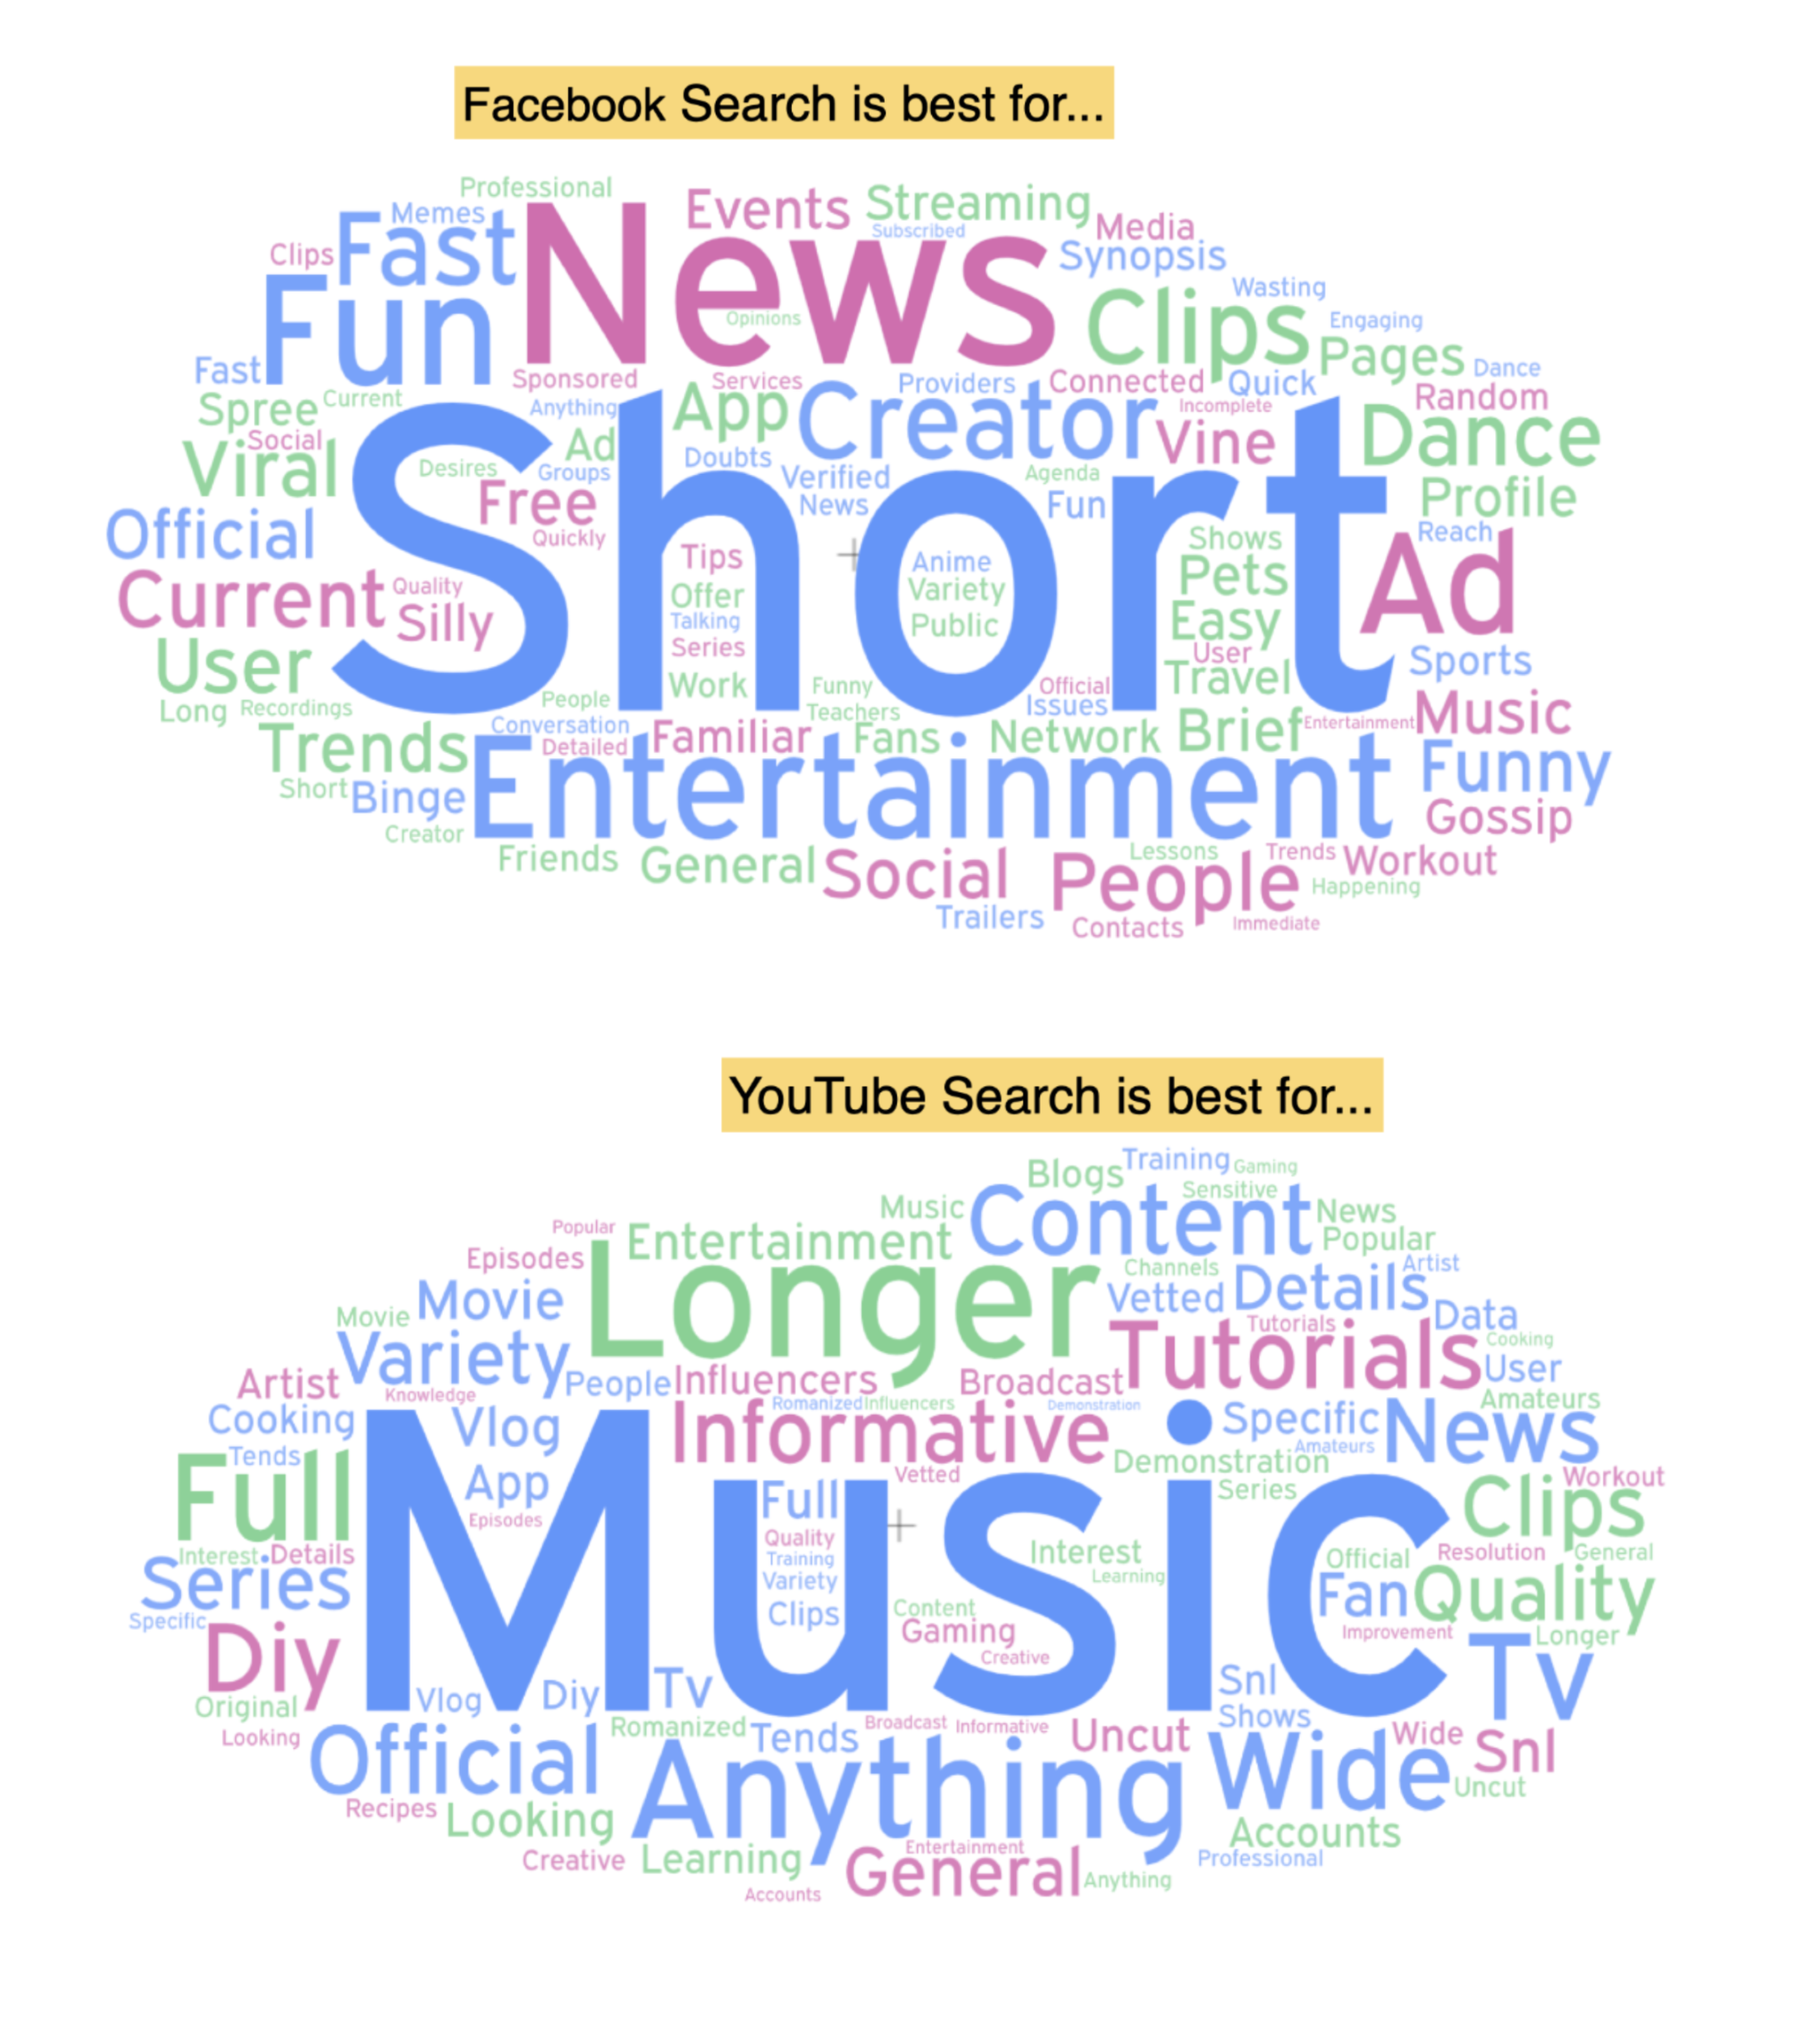 Facebook Search is best for...
Professional
Memes
Events
Streaming
Subscribed
Media
Clips
Fast
News
Synopsis
Wasting
Fun
Opinions
Clips
Engaging
Pages
Fast
Sponsored
Services
Providers
Connected
Quick
Dance
Spree
Current
Anything
App
Creator
Incomplete
Random
Social
Ad
Vine
Dance
Viral
Desires
Groups
Doubts
Verified
Agenda
Free
News
Fun
Profile
Official
Quickly
Short
Shows
Reach
Tips
Anime
Pets
Ad
Current
Quality
Offer
Variety
Silly
Talking
Public
Easy
User
Series
User
Sports
Work
Funny
Official
Travel
Long
Recordings
People
Teachers
Issues
Conversation
Entertainment
Music
Trends
Detailed
Familiar
Fans
Network
Brief
Short
Binge
Entertainment
Funny
Creator
Gossip
Friends
General
Social
People
Lessons
Trends
Workout
Happening
Trailers
Contacts
Immediate
YouTube Search is best for...
Blogs
Training
Gaming
Sensitive
Music
Content
News
Popular
Entertainment
Popular
Episodes
Longer
Channels
Artist
Movie
Vetted
Details
Movie
Data
Variety
Tutorials
Tutorials
Cooking
Artist
People
Influencers
Broadcast
User
Knowledge
Romanized
Influencers
Demonstration
Amateurs
Cooking
Vlog
Informative
Specific
News
Tends
Amateurs
Full
App
Vetted
Demonstration
Workout
Full
Series
Clips
Episodes
Music
Interest
Details
Quality
Interest
Official
Resolution
General
Series
Training
Learning
Variety
Fan
Quality
Specific
Clips
Content
Diy
Gaming
Improvement
Longer
Creative
Tv
Original
Vlog
Diy
Tv
Snl
Looking
Romanized
Tends
Broadcast
Informative
Uncut
Shows
Wide
Official
Anything
Wide
Snl
Recipes
Looking
Uncut
Accounts
Creative
Learning
Entertainment
General
Professional
Anything
Accounts